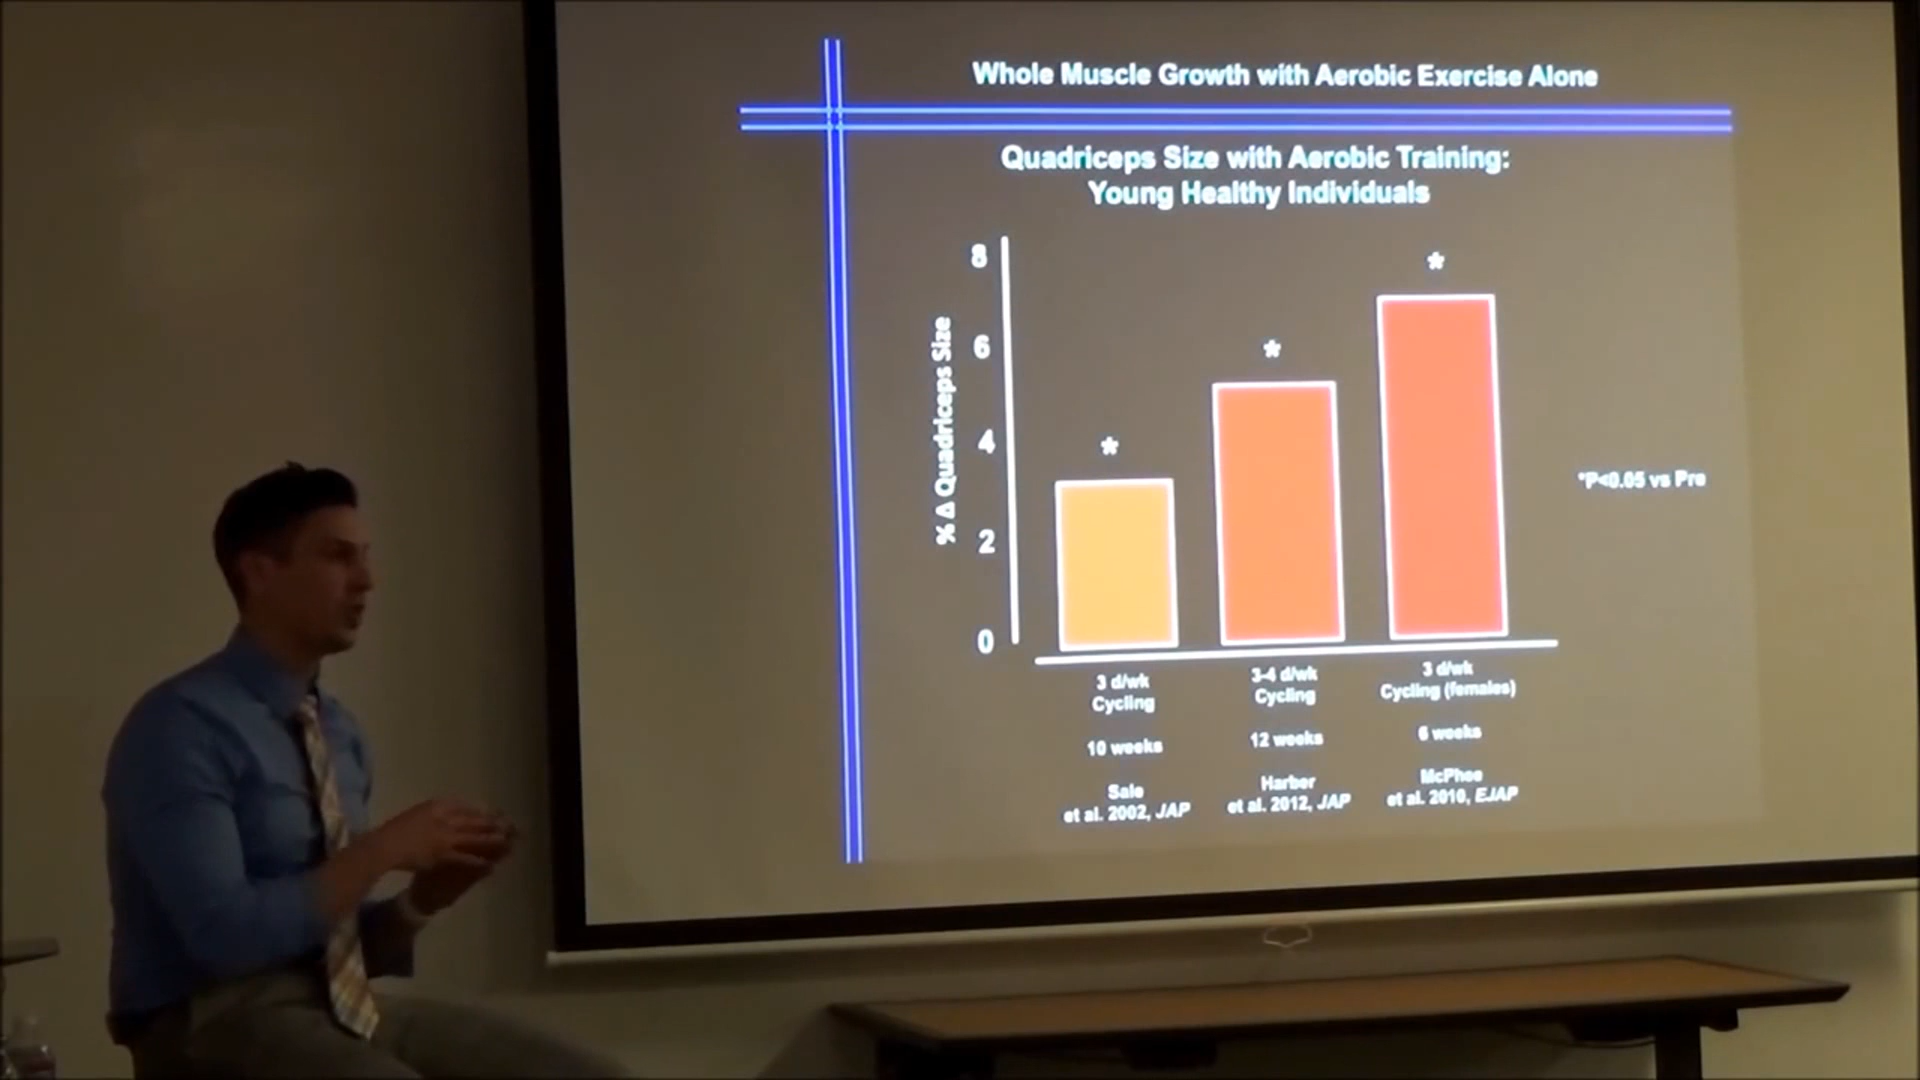 Whole Muscle Growth with Aerobic Exercise Alone
Quadriceps Size with Aerobic Training:
Young Healthy Individuals
% Δ Quadriceps Size
8
6
4
2
0
*
*
*
*P<0.05 vs Pre
3 d/wk
Cycling
10 weeks
Sale
et al. 2002, JAP
3-4 d/wk
Cycling
12 weeks
Harber
et al. 2012, JAP
3 d/wk
Cycling (females)
6 weeks
McPhee
et al. 2010, EJAP